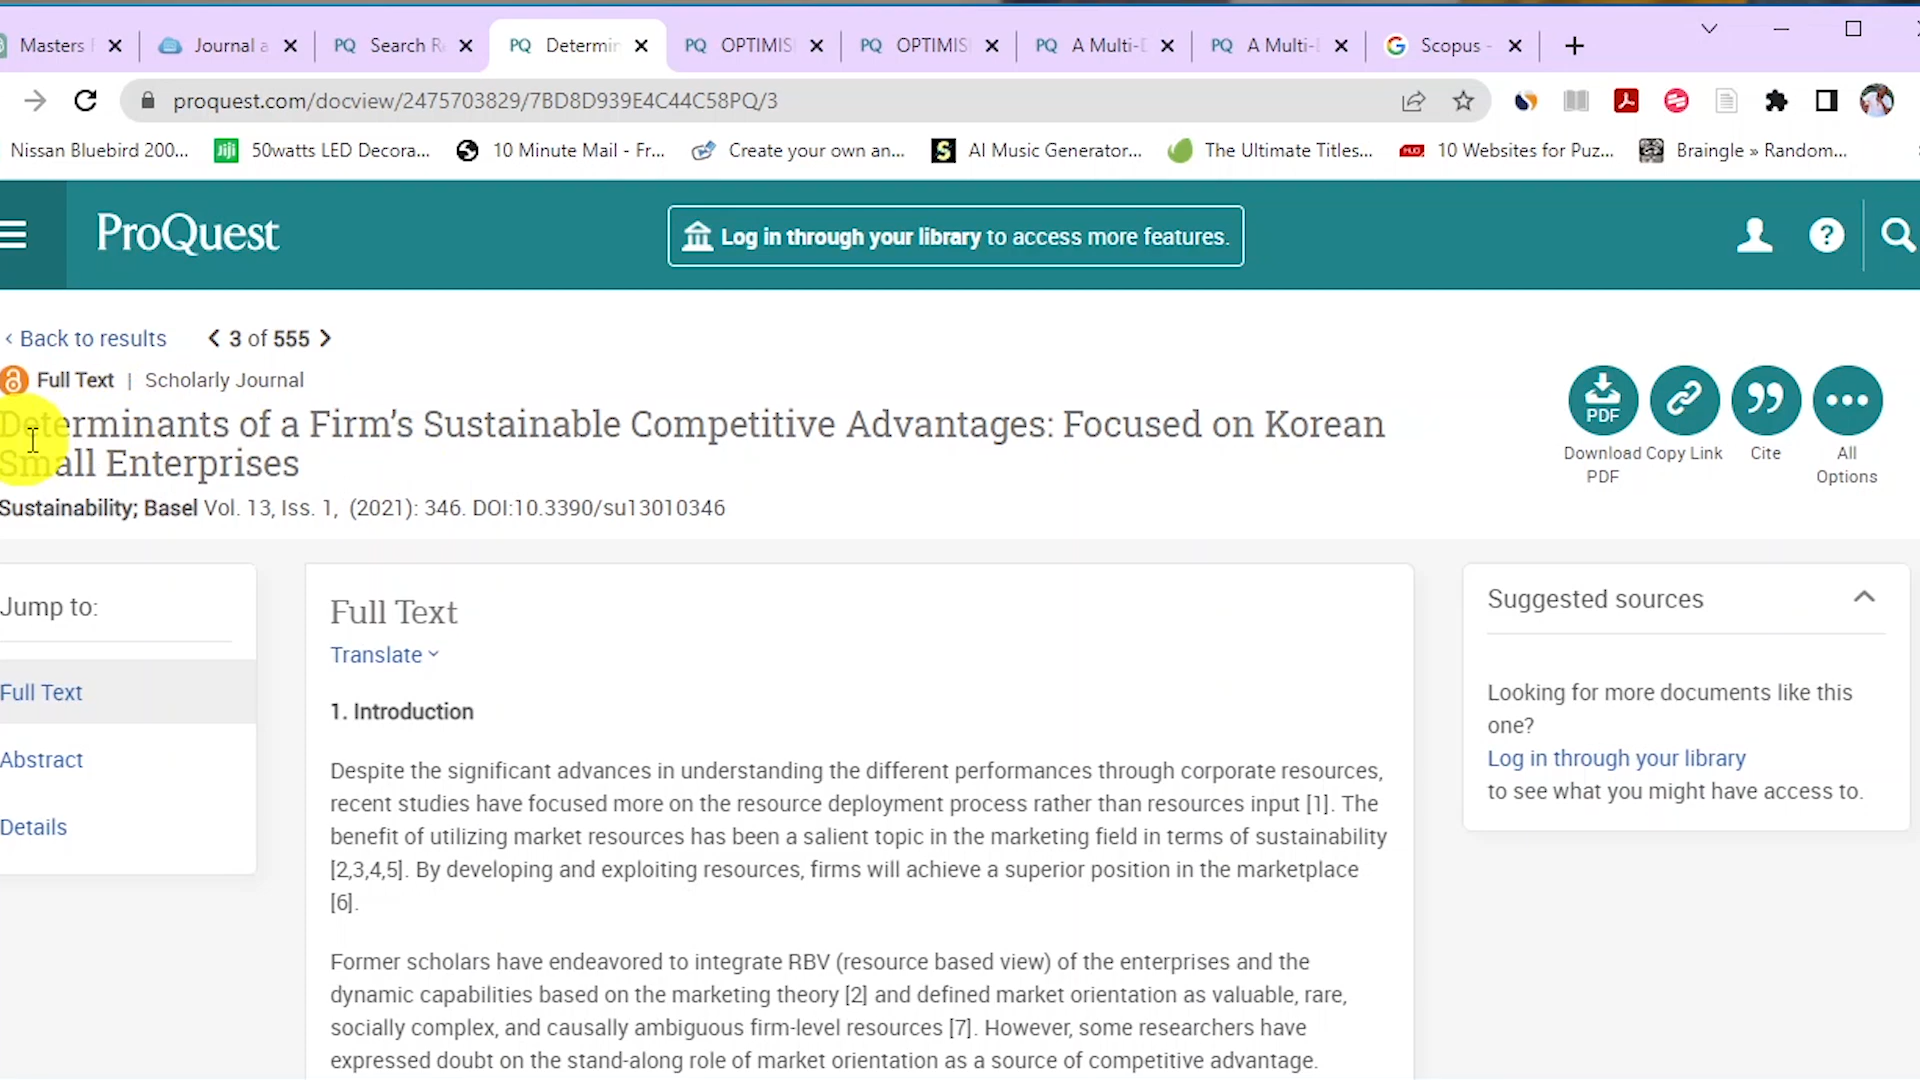 Masters
Journal a
PQ Search R
PQ Determin
PQ OPTIMIS
PQ OPTIMIS
PQ A Multi-
PQ A Multi-
Scopus -
proquest.com/docview/2475703829/7BD8D939E4C44C58PQ/3
Nissan Bluebird 200...
Jiji 50watts LED Decora...
10 Minute Mail - Fr...
Create your own an...
S AI Music Generator...
The Ultimate Titles...
10 Websites for Puz...
Braingle » Random...
ProQuest
Log in through your library to access more features.
?
‹ Back to results
3 of 555
Full Text | Scholarly Journal
Determinants of a Firm’s Sustainable Competitive Advantages: Focused on Korean
Small Enterprises
Sustainability; Basel Vol. 13, Iss. 1, (2021): 346. DOI:10.3390/su13010346
PDF
Download PDF
Copy Link
Cite
All Options
Jump to:
Full Text
Abstract
Details
Full Text
Translate
1. Introduction
Despite the significant advances in understanding the different performances through corporate resources,
recent studies have focused more on the resource deployment process rather than resources input [1]. The
benefit of utilizing market resources has been a salient topic in the marketing field in terms of sustainability
[2,3,4,5]. By developing and exploiting resources, firms will achieve a superior position in the marketplace
[6].
Former scholars have endeavored to integrate RBV (resource based view) of the enterprises and the
dynamic capabilities based on the marketing theory [2] and defined market orientation as valuable, rare,
socially complex, and causally ambiguous firm-level resources [7]. However, some researchers have
expressed doubt on the stand-along role of market orientation as a source of competitive advantage.
Suggested sources
Looking for more documents like this
one?
Log in through your library
to see what you might have access to.